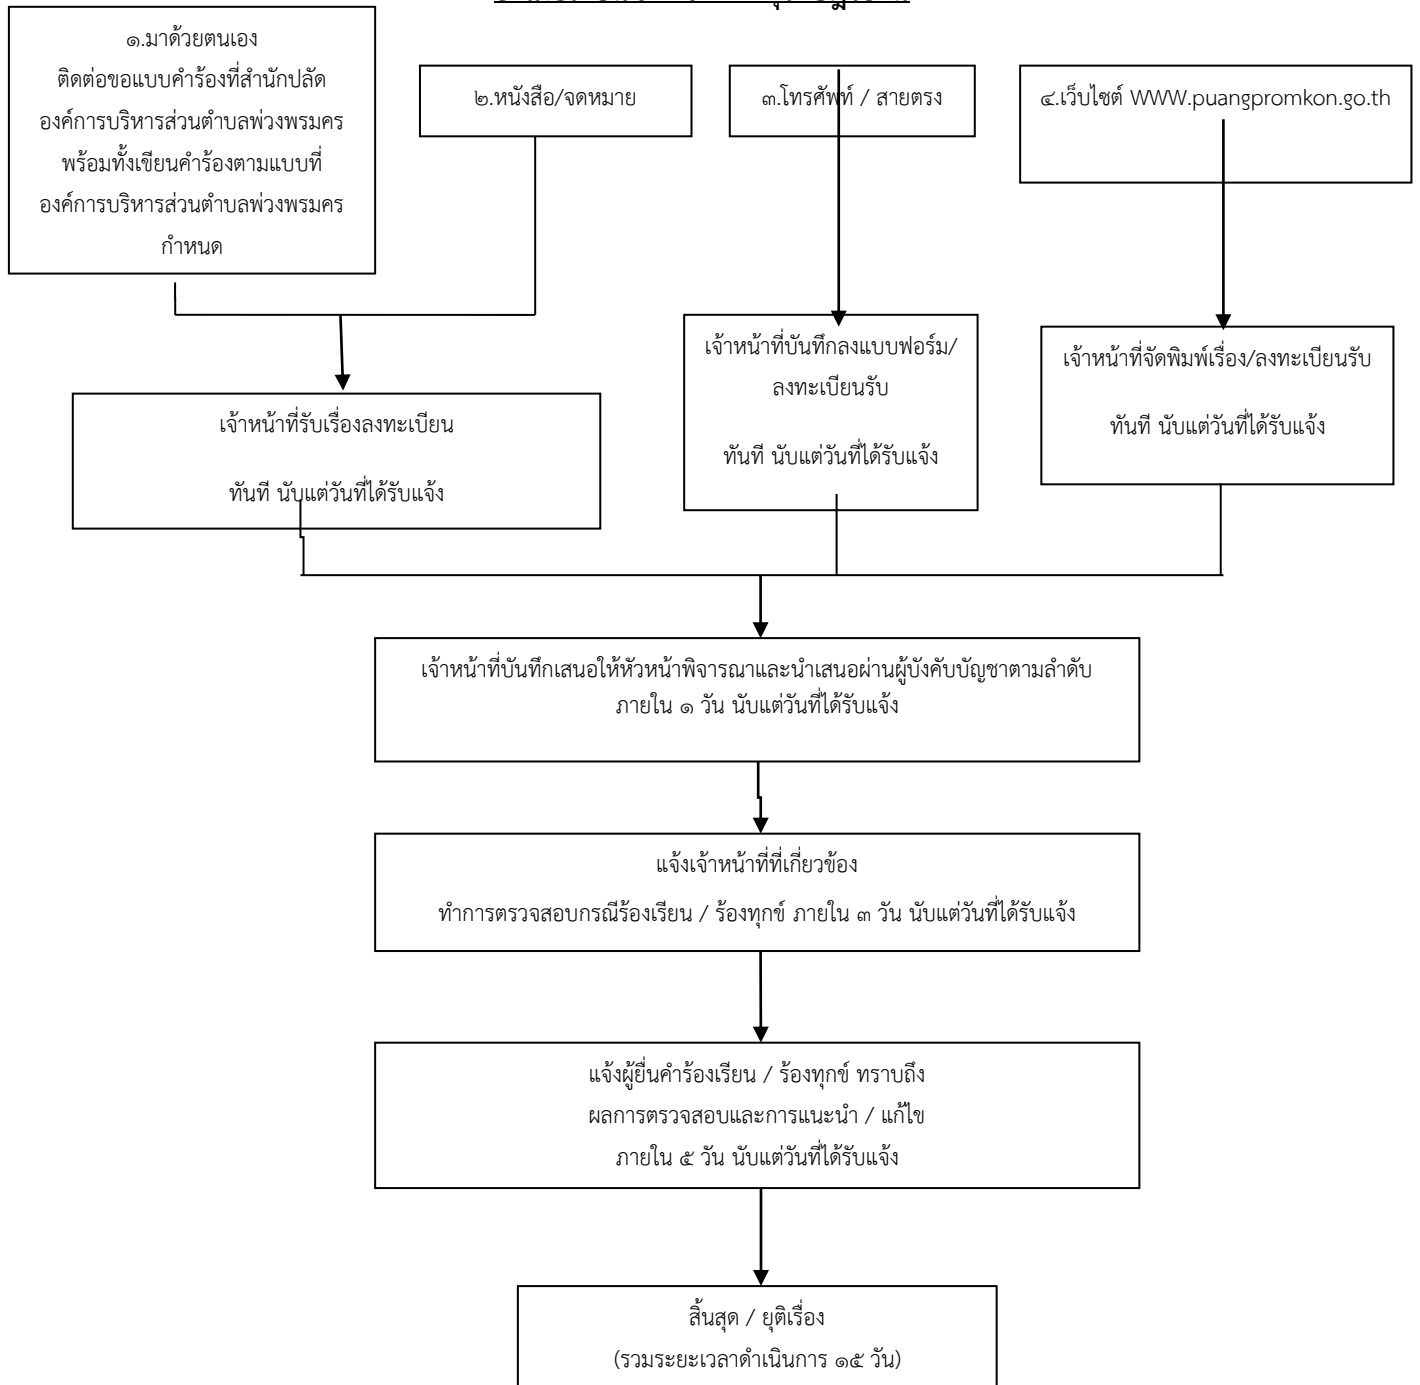 ๑.มาด้วยตนเอง
ติดต่อขอแบบคำร้องที่สำนักปลัด
องค์การบริหารส่วนตำบลพ่วงพรมคร
พร้อมทั้งเขียนคำร้องตามแบบที่
องค์การบริหารส่วนตำบลพ่วงพรมคร
กำหนด
๒.หนังสือ/จดหมาย
๓.โทรศัพท์ / สายตรง
๔.เว็บไซต์ WWW.puangpromkon.go.th
เจ้าหน้าที่รับเรื่องลงทะเบียน
ทันที นับแต่วันที่ได้รับแจ้ง
เจ้าหน้าที่บันทึกลงแบบฟอร์ม/
ลงทะเบียนรับ
ทันที นับแต่วันที่ได้รับแจ้ง
เจ้าหน้าที่จัดพิมพ์เรื่อง/ลงทะเบียนรับ
ทันที นับแต่วันที่ได้รับแจ้ง
เจ้าหน้าที่บันทึกเสนอให้หัวหน้าพิจารณาและนำเสนอผ่านผู้บังคับบัญชาตามลำดับ
ภายใน ๑ วัน นับแต่วันที่ได้รับแจ้ง
แจ้งเจ้าหน้าที่ที่เกี่ยวข้อง
ทำการตรวจสอบกรณีร้องเรียน / ร้องทุกข์ ภายใน ๓ วัน นับแต่วันที่ได้รับแจ้ง
แจ้งผู้ยื่นคำร้องเรียน / ร้องทุกข์ ทราบถึง
ผลการตรวจสอบและการแนะนำ / แก้ไข
ภายใน ๕ วัน นับแต่วันที่ได้รับแจ้ง
สิ้นสุด / ยุติเรื่อง
(รวมระยะเวลาดำเนินการ ๑๕ วัน)